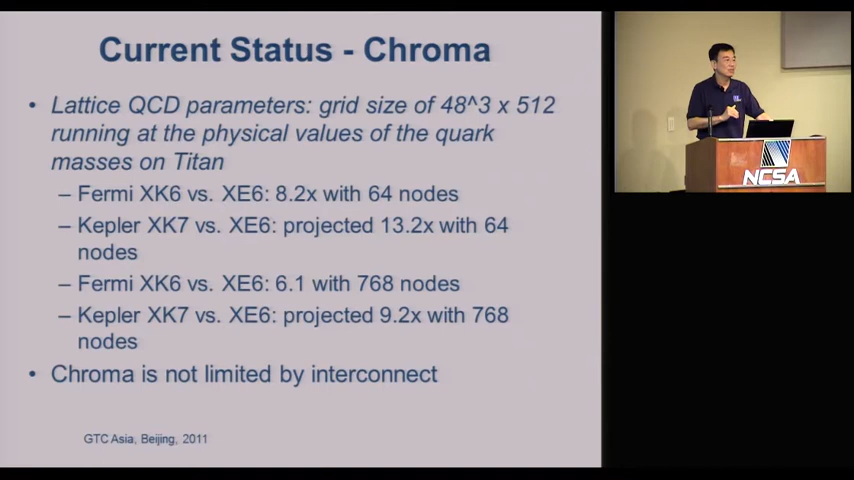 Current Status - Chroma
• Lattice QCD parameters: grid size of 48^3 x 512
running at the physical values of the quark
masses on Titan
– Fermi XK6 vs. XE6: 8.2x with 64 nodes
– Kepler XK7 vs. XE6: projected 13.2x with 64
nodes
– Fermi XK6 vs. XE6: 6.1 with 768 nodes
– Kepler XK7 vs. XE6: projected 9.2x with 768
nodes
• Chroma is not limited by interconnect
GTC Asia, Beijing, 2011
NCSA